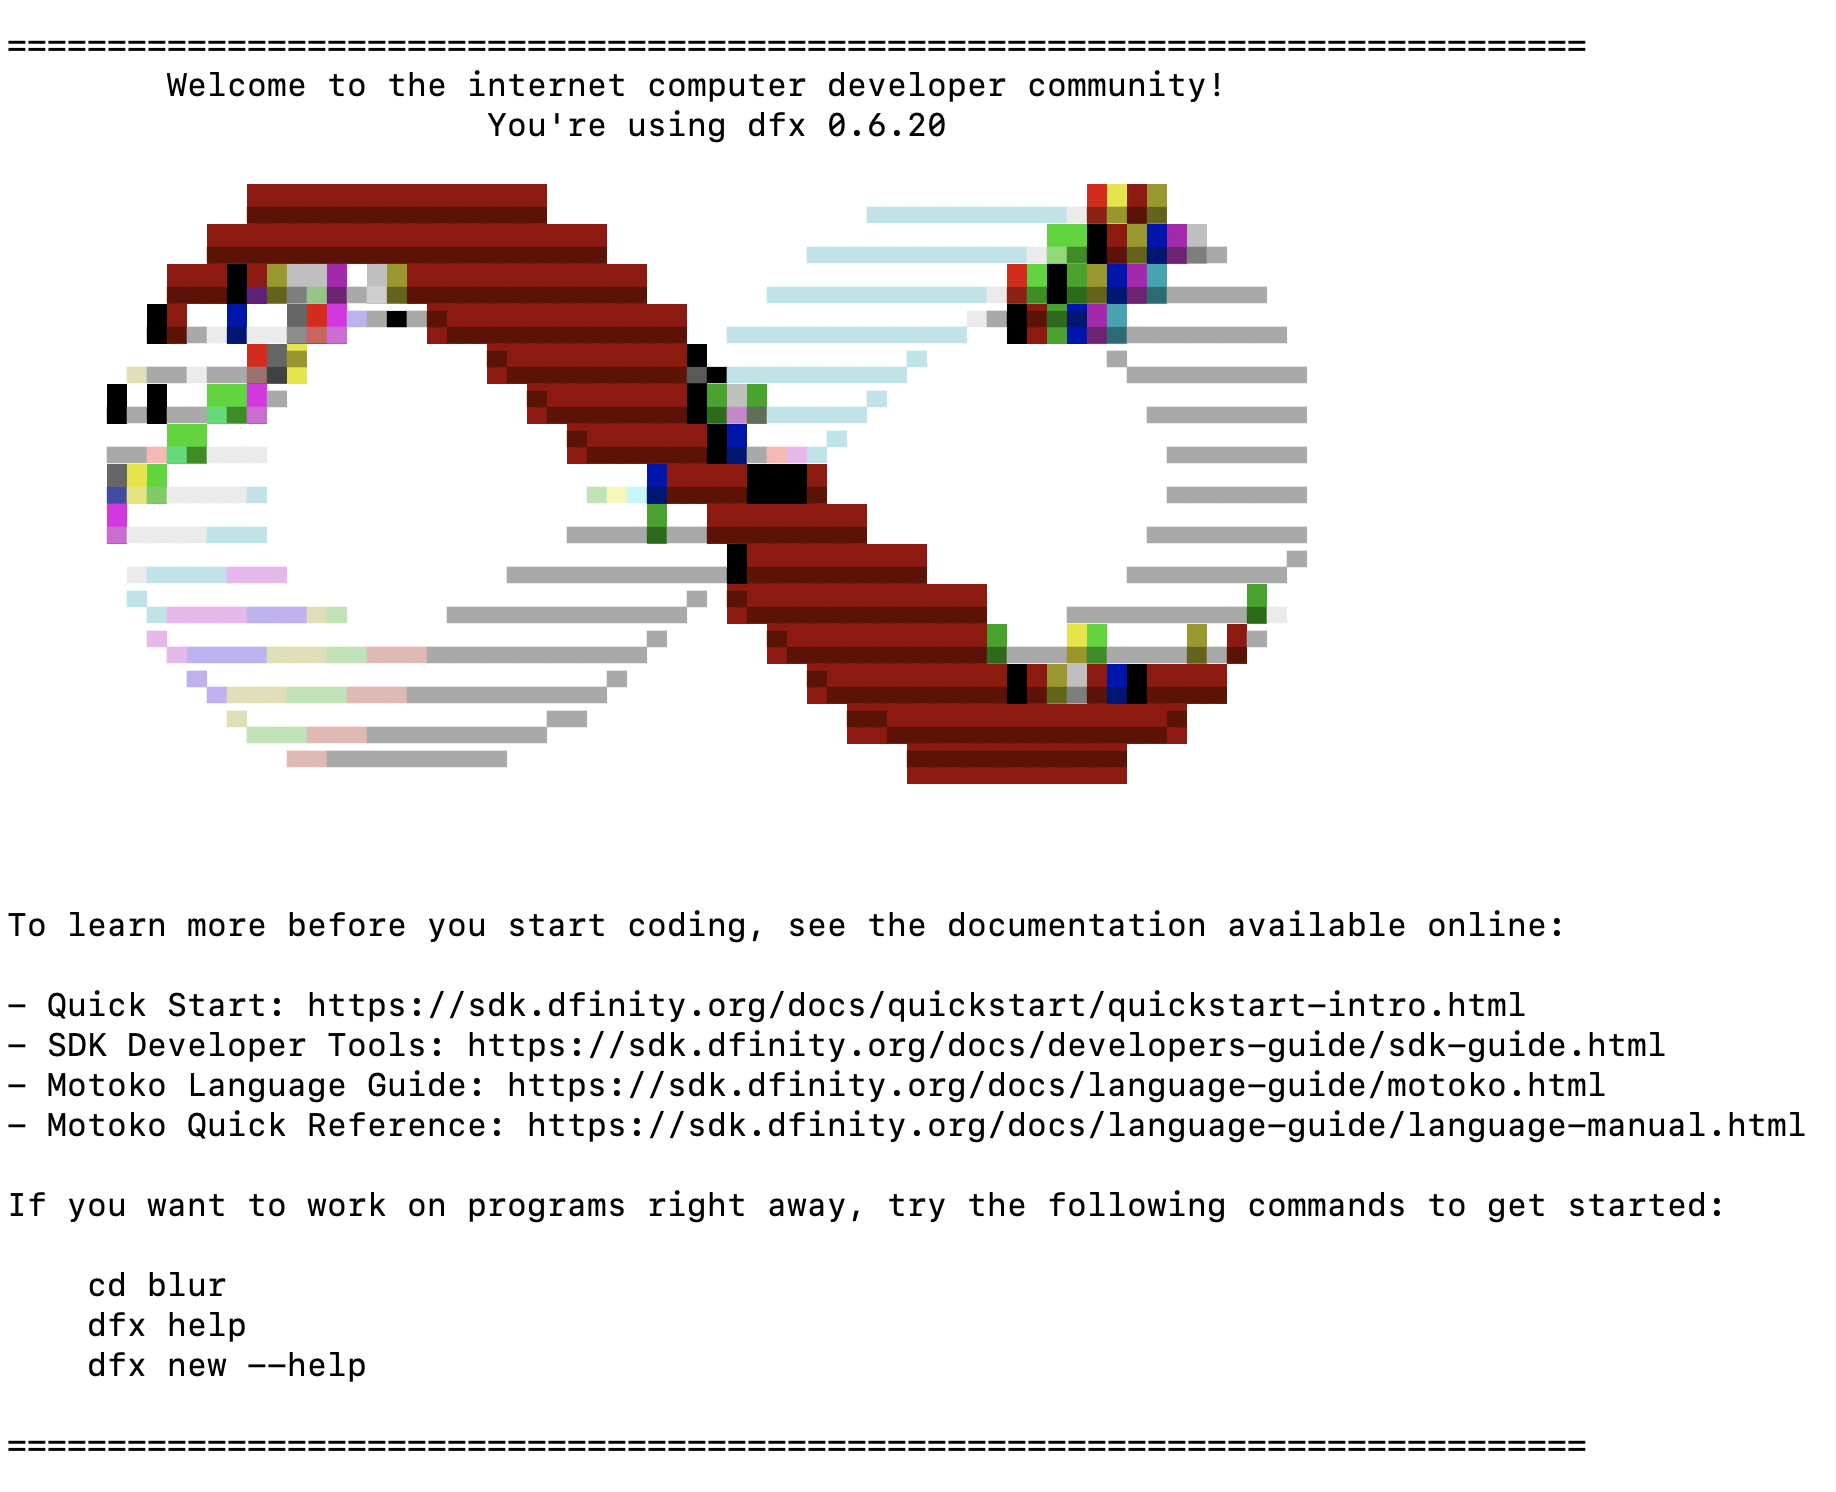 ===============================================================================
Welcome to the internet computer developer community!
You're using dfx 0.6.20
To learn more before you start coding, see the documentation available online:
- Quick Start: https://sdk.dfinity.org/docs/quickstart/quickstart-intro.html
- SDK Developer Tools: https://sdk.dfinity.org/docs/developers-guide/sdk-guide.html
- Motoko Language Guide: https://sdk.dfinity.org/docs/language-guide/motoko.html
- Motoko Quick Reference: https://sdk.dfinity.org/docs/language-guide/language-manual.html
If you want to work on programs right away, try the following commands to get started:
cd blur
dfx help
dfx new --help
===============================================================================